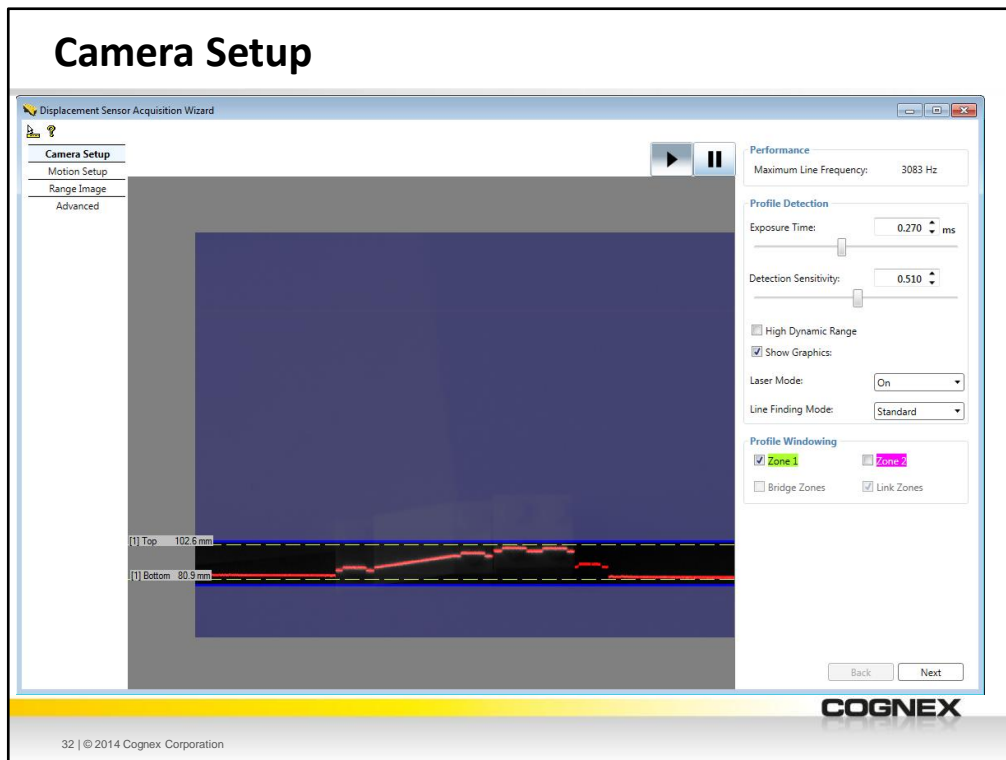 Camera Setup
Displacement Sensor Acquisition Wizard
Camera Setup
Motion Setup
Range Image
Advanced
Performance
Maximum Line Frequency: 3083 Hz
Profile Detection
Exposure Time: 0.270 ms
Detection Sensitivity: 0.510
High Dynamic Range
Show Graphics:
Laser Mode: On
Line Finding Mode: Standard
Profile Windowing
Zone 1 Zone 2
Bridge Zones Link Zones
[1] Top 102.6 mm
[1] Bottom 80.9 mm
Back Next
COGNEX
32 | © 2014 Cognex Corporation